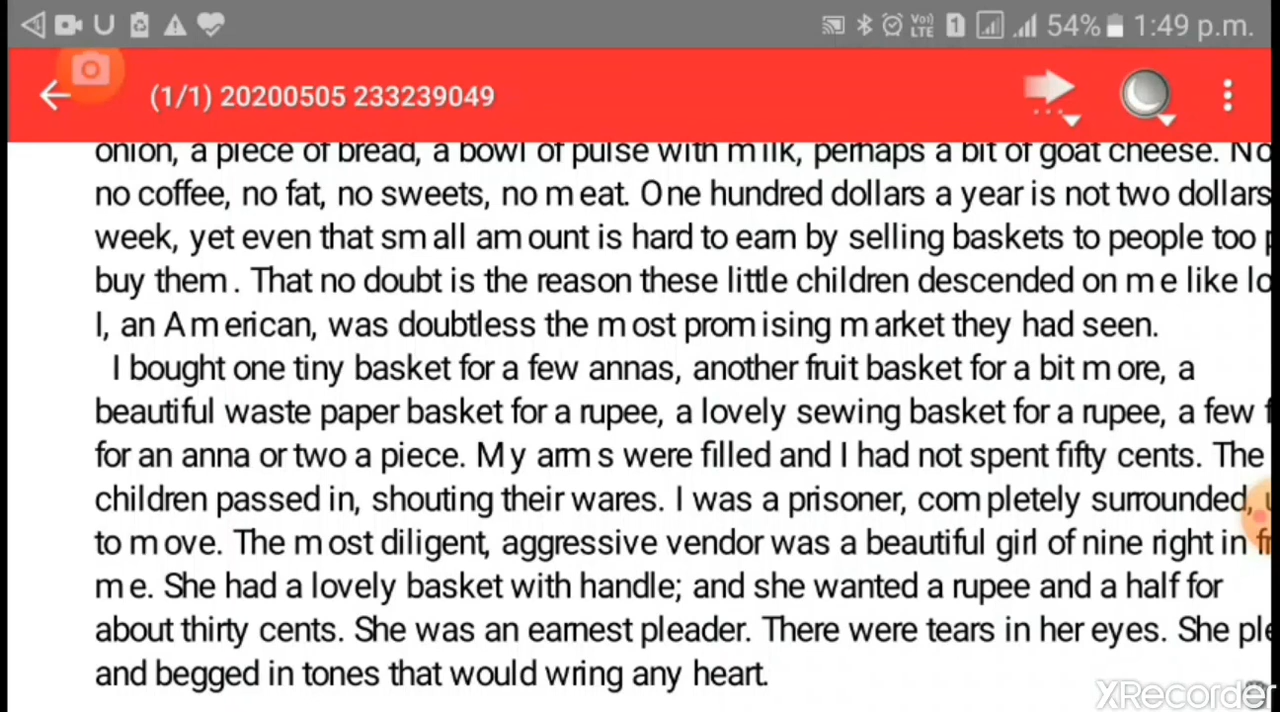 54% 1:49 p.m.
(1/1) 20200505 233239049
onion, a piece of bread, a bowl of pulse with milk, perhaps a bit of goat cheese. No
no coffee, no fat, no sweets, no meat. One hundred dollars a year is not two dollars
week, yet even that small amount is hard to earn by selling baskets to people too
buy them. That no doubt is the reason these little children descended on me like lo
I, an American, was doubtless the most promising market they had seen.
I bought one tiny basket for a few annas, another fruit basket for a bit more, a
beautiful waste paper basket for a rupee, a lovely sewing basket for a rupee, a few
for an anna or two a piece. My arms were filled and I had not spent fifty cents. The
children passed in, shouting their wares. I was a prisoner, completely surrounded,
to move. The most diligent, aggressive vendor was a beautiful girl of nine right in
me. She had a lovely basket with handle; and she wanted a rupee and a half for
about thirty cents. She was an earnest pleader. There were tears in her eyes. She ple
and begged in tones that would wring any heart.
XRecorder